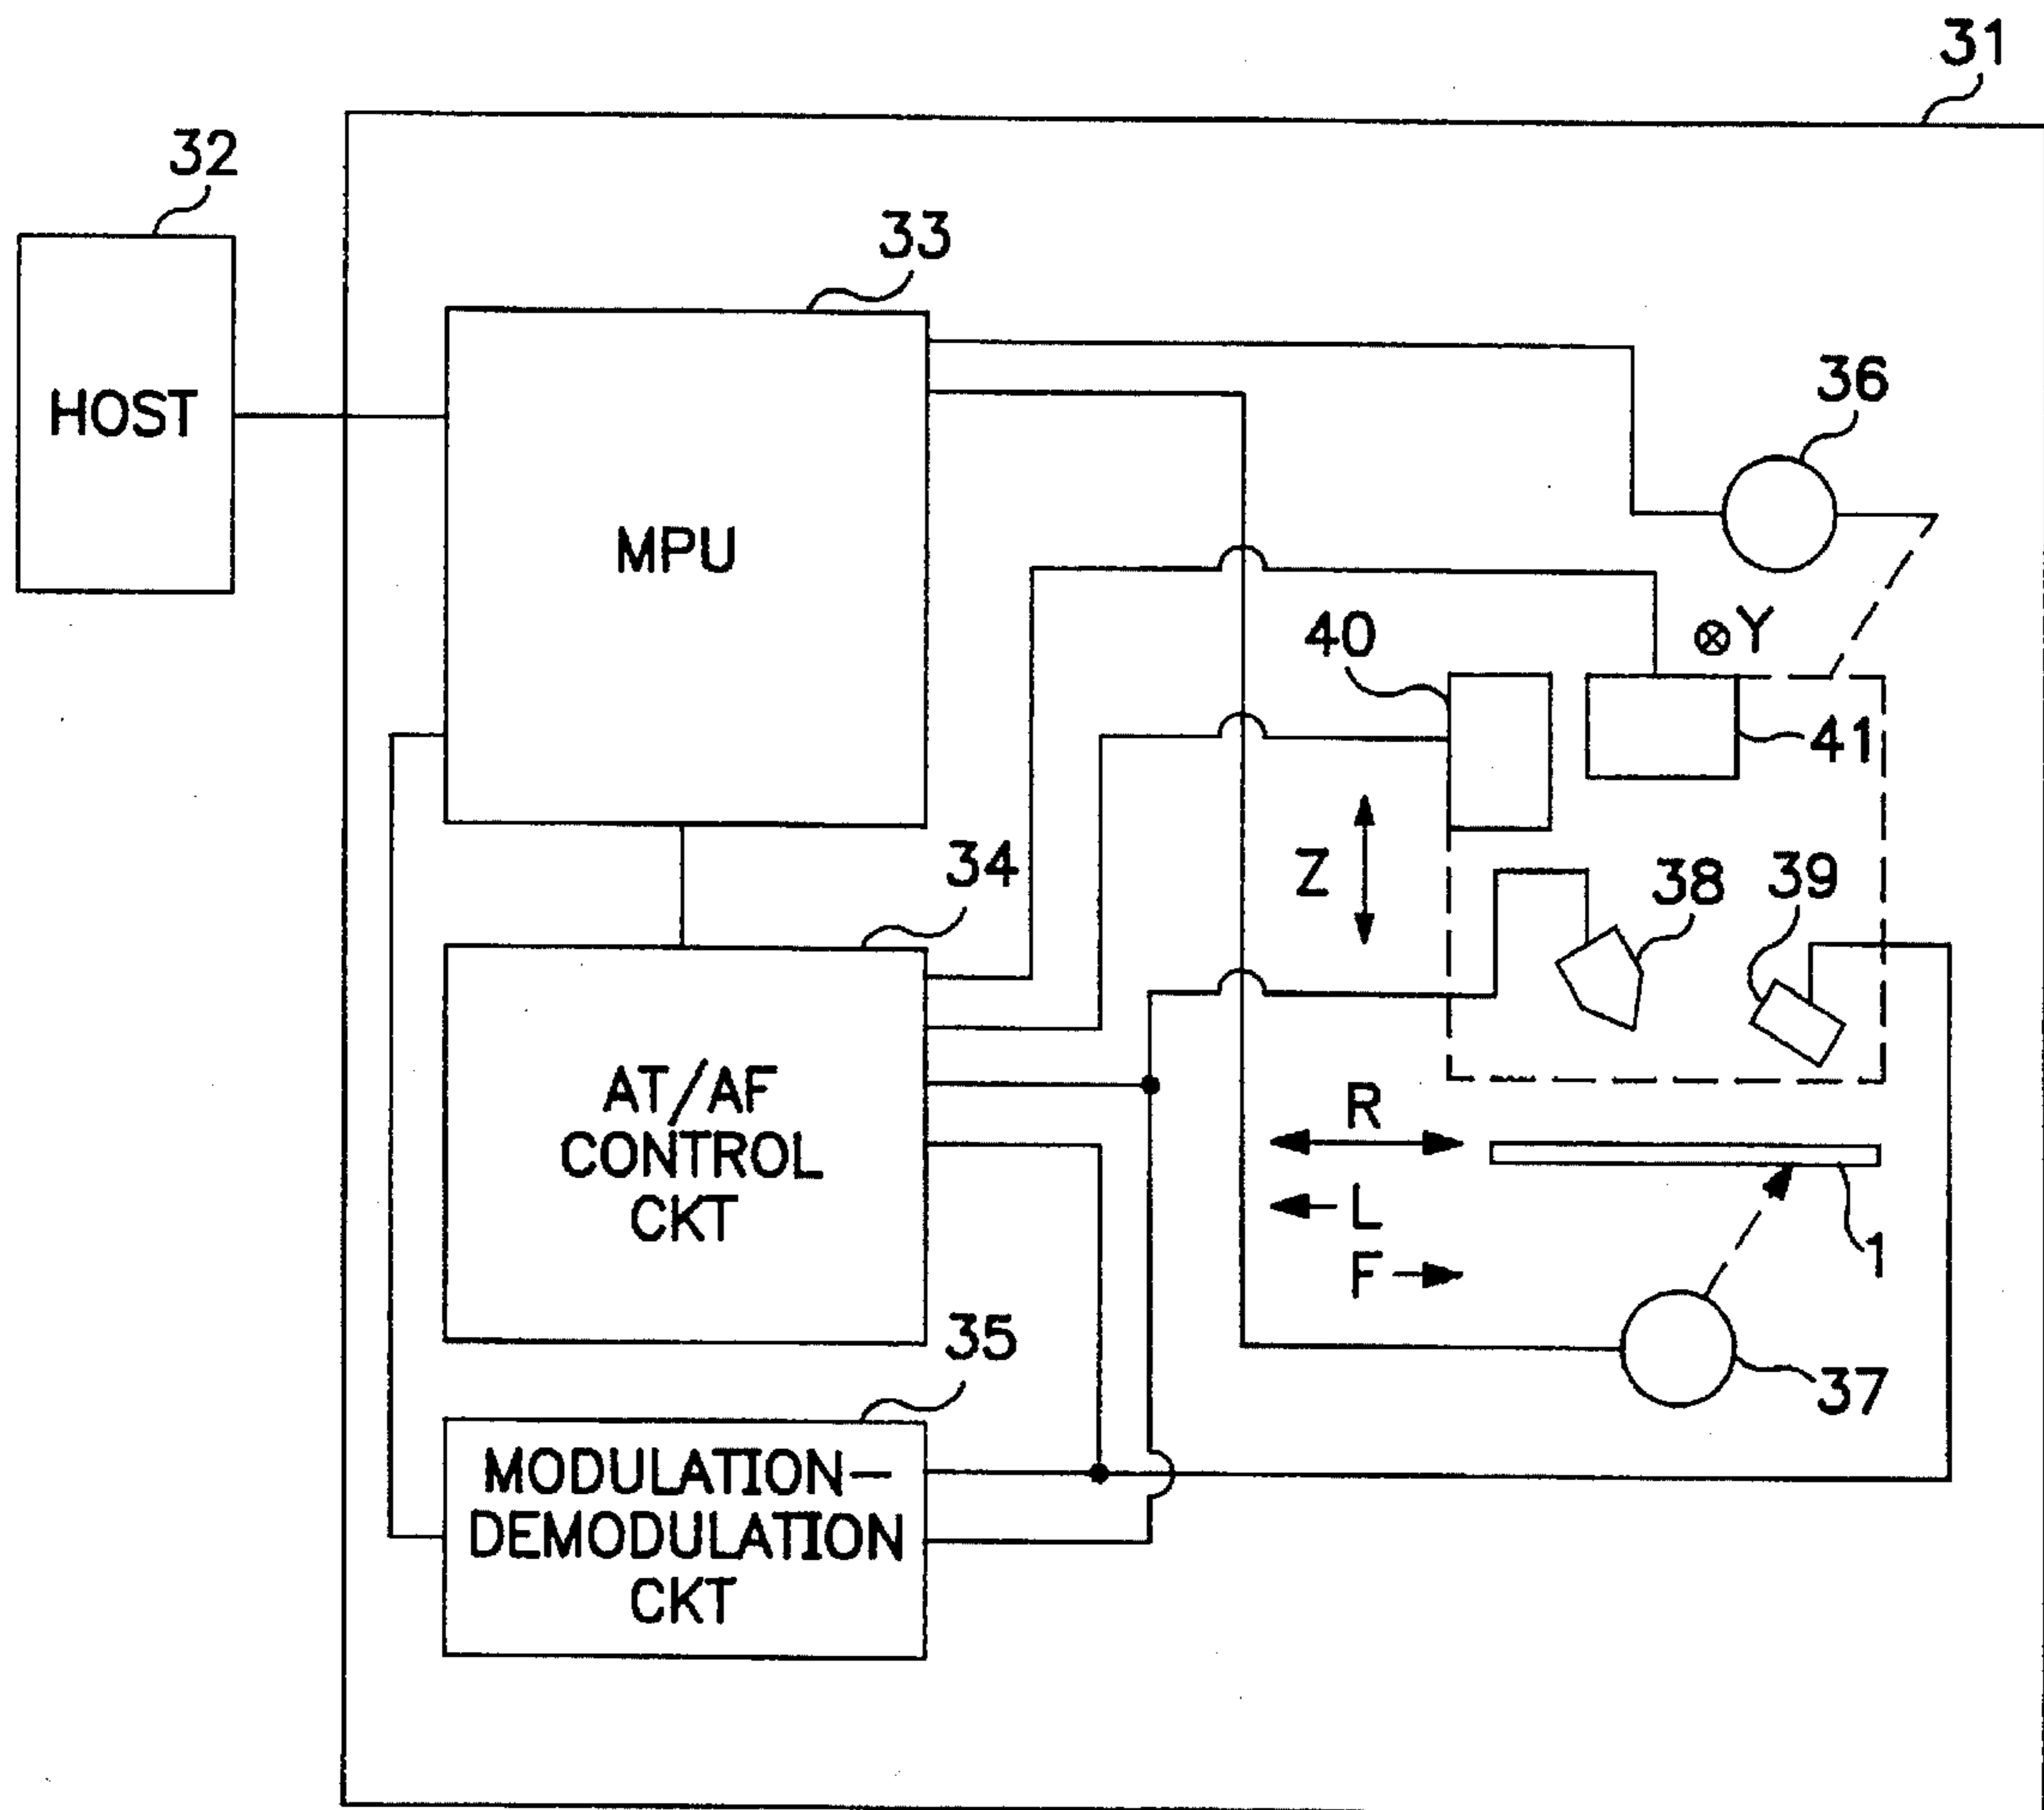 31
32
33
HOST
MPU
36
Y
40
41
Z
34
38
39
AT/AF
CONTROL
CKT
R
L
F
1
35
37
MODULATION-
DEMODULATION
CKT